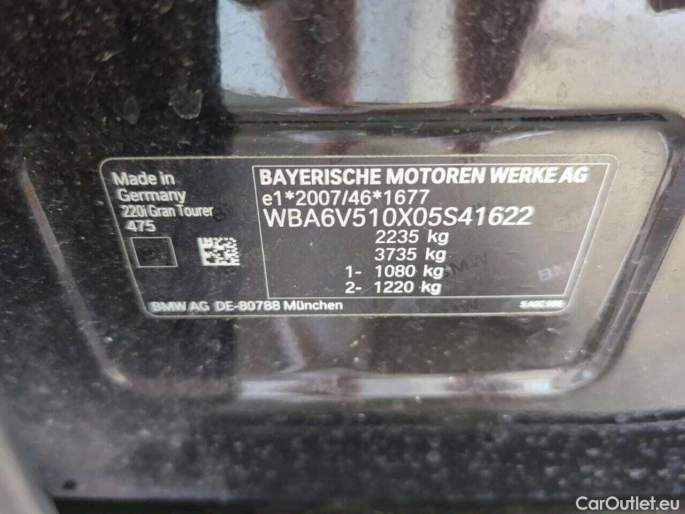 Made in
Germany
220i Gran Tourer
475
BAYERISCHE MOTOREN WERKE AG
e1*2007/46*1677
WBA6V510X05S41622
2235 kg
3735 kg
1- 1080 kg
2- 1220 kg
BMW AG DE-80788 München
CarOutlet.eu